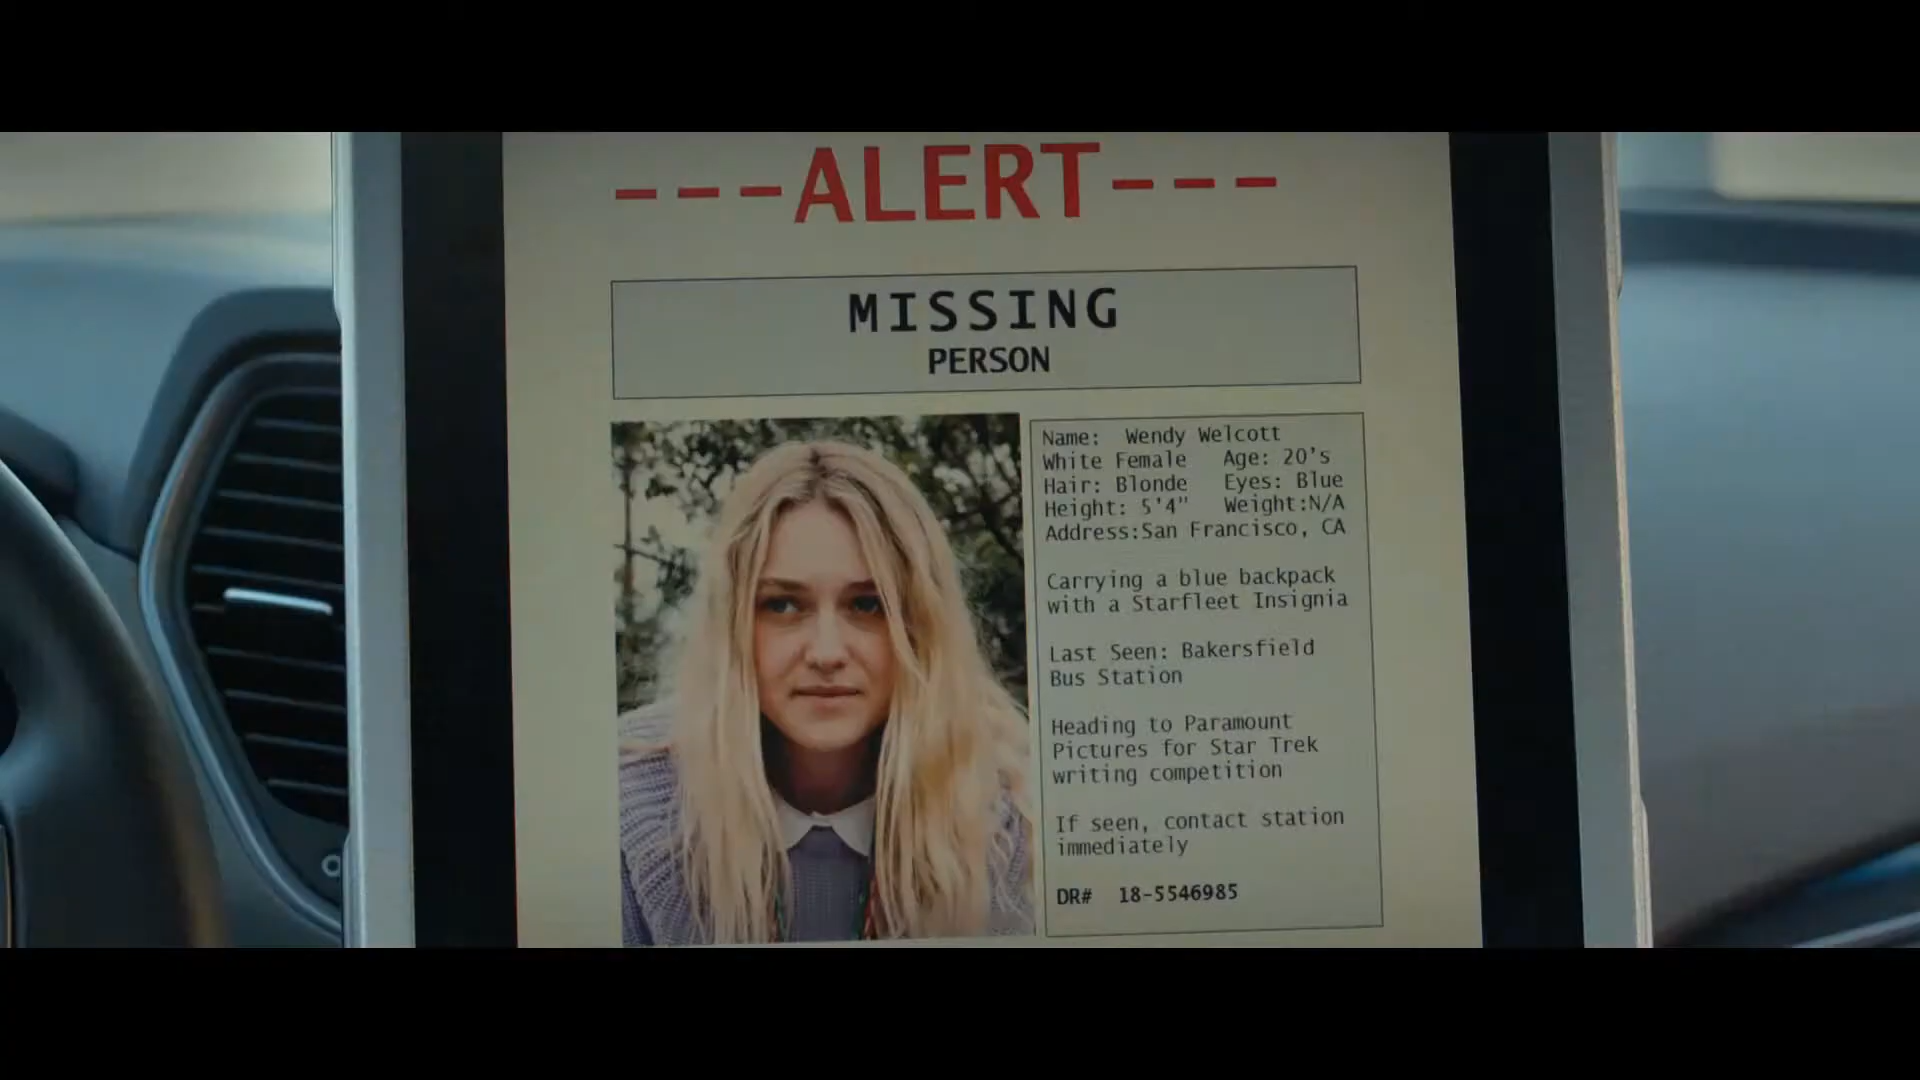 ---ALERT---
MISSING
PERSON
Name: Wendy Welcott
White Female Age: 20's
Hair: Blonde Eyes: Blue
Height: 5'4" Weight:N/A
Address:San Francisco, CA
Carrying a blue backpack
with a Starfleet Insignia
Last Seen: Bakersfield
Bus Station
Heading to Paramount
Pictures for Star Trek
writing competition
If seen, contact station
immediately
DR# 18-5546985